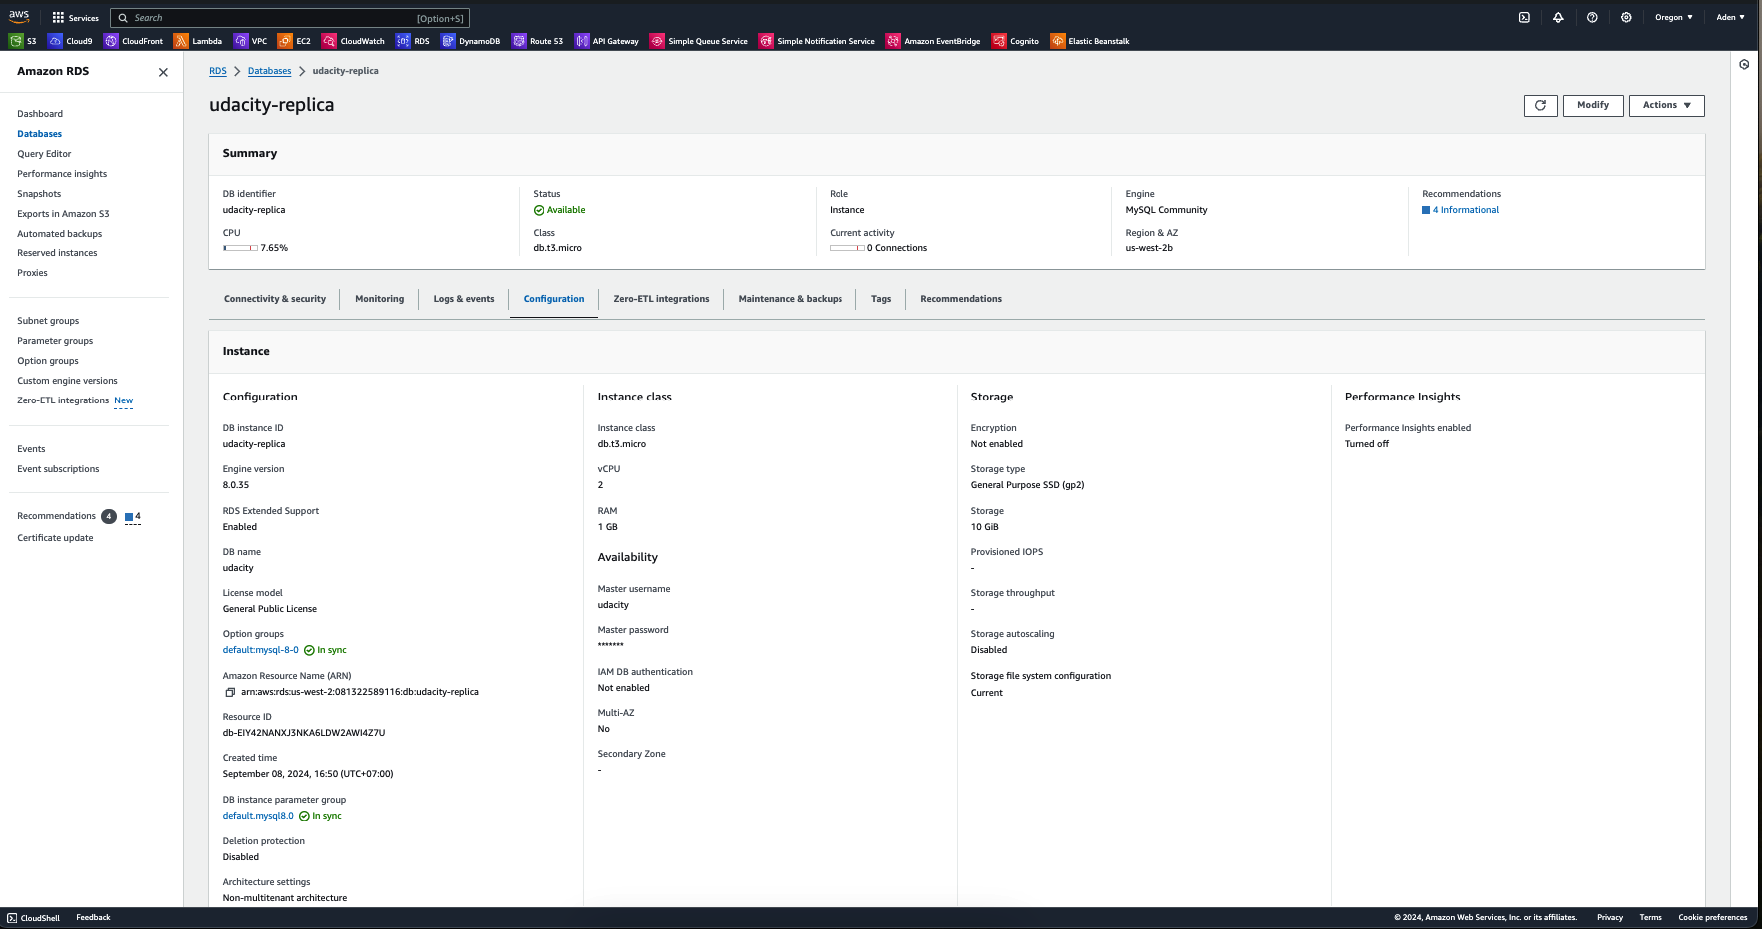 aws
Services
Search
[Option+S]
Oregon ▼
Aden ▼
S3
Cloud9
CloudFront
Lambda
VPC
EC2
CloudWatch
RDS
DynamoDB
Route 53
API Gateway
Simple Queue Service
Simple Notification Service
Amazon EventBridge
Cognito
Elastic Beanstalk
Amazon RDS
Dashboard
Databases
Query Editor
Performance insights
Snapshots
Exports in Amazon S3
Automated backups
Reserved instances
Proxies
Subnet groups
Parameter groups
Option groups
Custom engine versions
Zero-ETL integrations New
Events
Event subscriptions
Recommendations 4 4
Certificate update
RDS > Databases > udacity-replica
udacity-replica
Modify
Actions ▼
Summary
DB identifier
udacity-replica
CPU
7.65%
Status
Available
Class
db.t3.micro
Role
Instance
Current activity
0 Connections
Engine
MySQL Community
Region & AZ
us-west-2b
Recommendations
4 Informational
Connectivity & security
Monitoring
Logs & events
Configuration
Zero-ETL integrations
Maintenance & backups
Tags
Recommendations
Instance
Configuration
DB instance ID
udacity-replica
Engine version
8.0.35
RDS Extended Support
Enabled
DB name
udacity
License model
General Public License
Option groups
default:mysql-8-0 In sync
Amazon Resource Name (ARN)
arn:aws:rds:us-west-2:081322589116:db:udacity-replica
Resource ID
db-EIY42NANXJ3NKA6LDW2AWI4Z7U
Created time
September 08, 2024, 16:50 (UTC+07:00)
DB instance parameter group
default.mysql8.0 In sync
Deletion protection
Disabled
Architecture settings
Non-multitenant architecture
Instance class
Instance class
db.t3.micro
vCPU
2
RAM
1 GB
Availability
Master username
udacity
Master password
*******
IAM DB authentication
Not enabled
Multi-AZ
No
Secondary Zone
-
Storage
Encryption
Not enabled
Storage type
General Purpose SSD (gp2)
Storage
10 GiB
Provisioned IOPS
-
Storage throughput
-
Storage autoscaling
Disabled
Storage file system configuration
Current
Performance Insights
Performance Insights enabled
Turned off
CloudShell
Feedback
© 2024, Amazon Web Services, Inc. or its affiliates.
Privacy
Terms
Cookie preferences